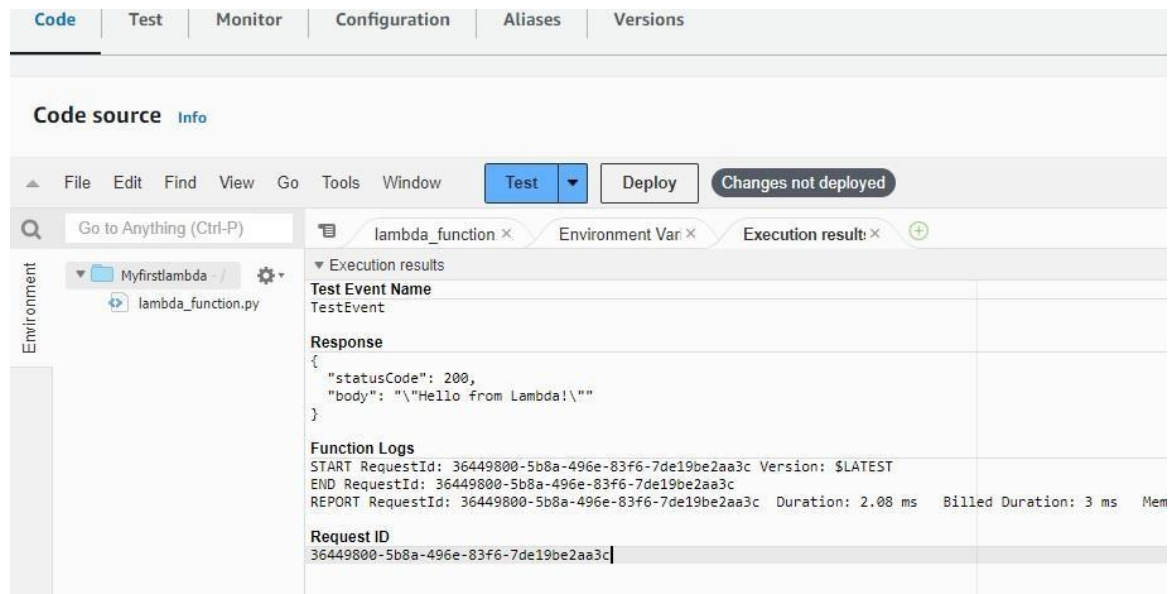 Code Test Monitor Configuration Aliases Versions
Code source Info
File Edit Find View Go Tools Window Test Deploy Changes not deployed
Go to Anything (Ctrl-P) lambda_function Environment Vari Execution results
Environment
Myfirstlambda - /
lambda_function.py
Execution results
Test Event Name
TestEvent
Response
{
"statusCode": 200,
"body": "\"Hello from Lambda!\""
}
Function Logs
START RequestId: 36449800-5b8a-496e-83f6-7de19be2aa3c Version: $LATEST
END RequestId: 36449800-5b8a-496e-83f6-7de19be2aa3c
REPORT RequestId: 36449800-5b8a-496e-83f6-7de19be2aa3c Duration: 2.08 ms Billed Duration: 3 ms Mem
Request ID
36449800-5b8a-496e-83f6-7de19be2aa3c